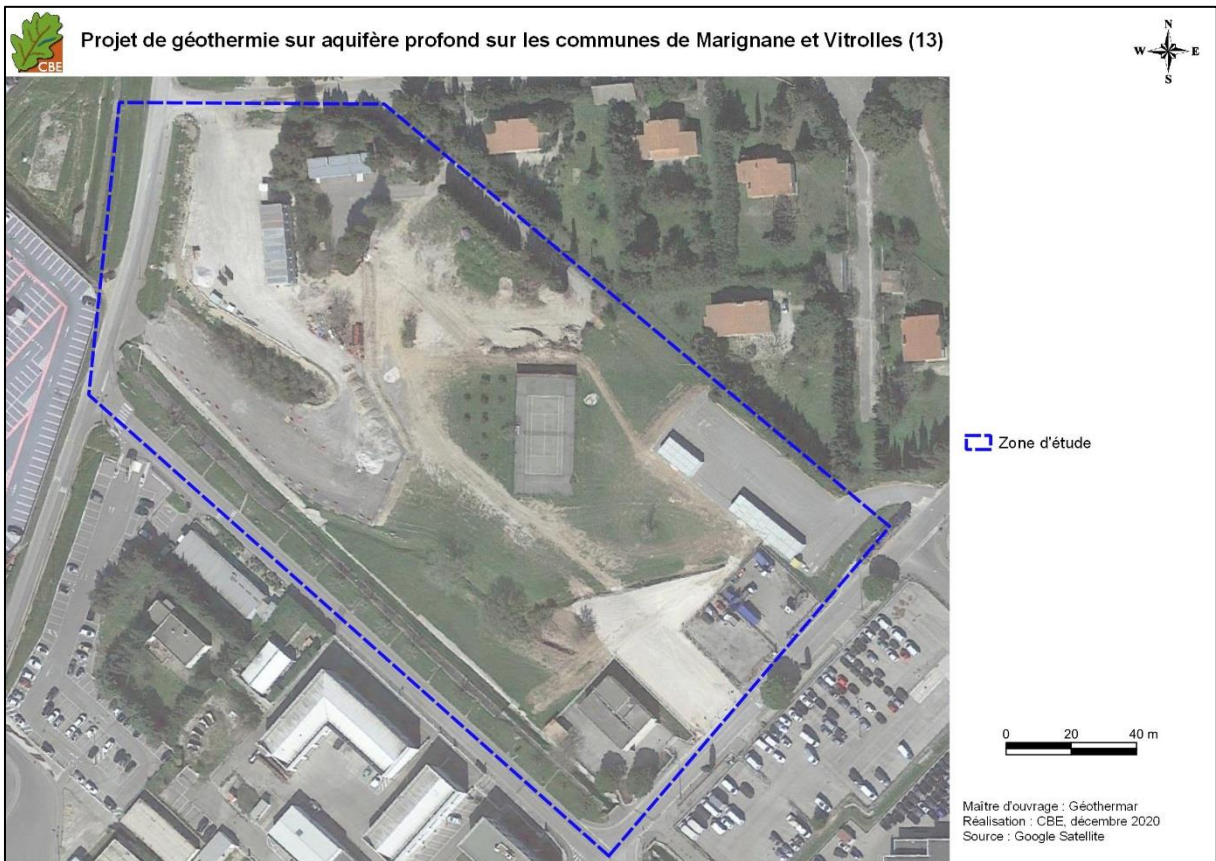 CBE
Projet de géothermie sur aquifère profond sur les communes de Marignane et Vitrolles (13)
N
W E
S
Zone d'étude
0 20 40 m
Maître d'ouvrage : Géothermar
Réalisation : CBE, décembre 2020
Source : Google Satellite